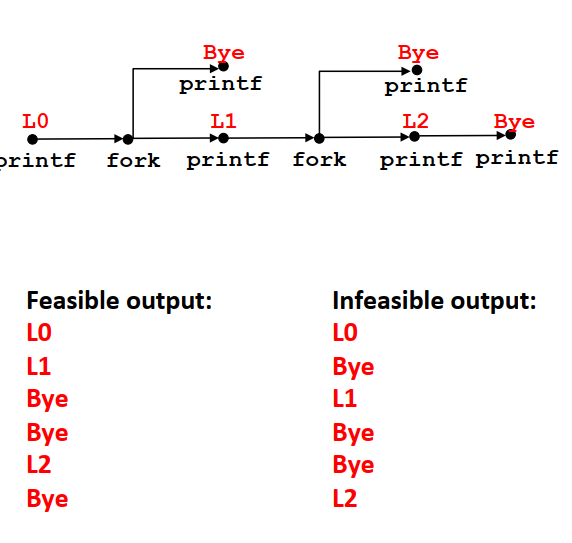 Bye Bye
printf printf
L0 L1 L2 Bye
printf fork printf fork printf printf
Feasible output:
L0
L1
Bye
Bye
L2
Bye
Infeasible output:
L0
Bye
L1
Bye
Bye
L2